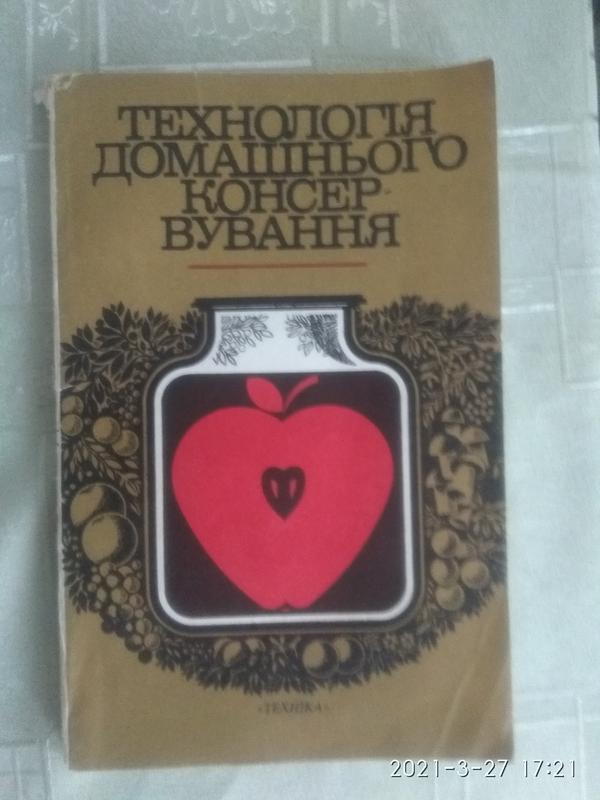 ТЕХНОЛОГІЯ
ДОМАШНЬОГО
КОНСЕР-
ВУВАННЯ
«ТЕХНІКА»
2021-3-27 17:21